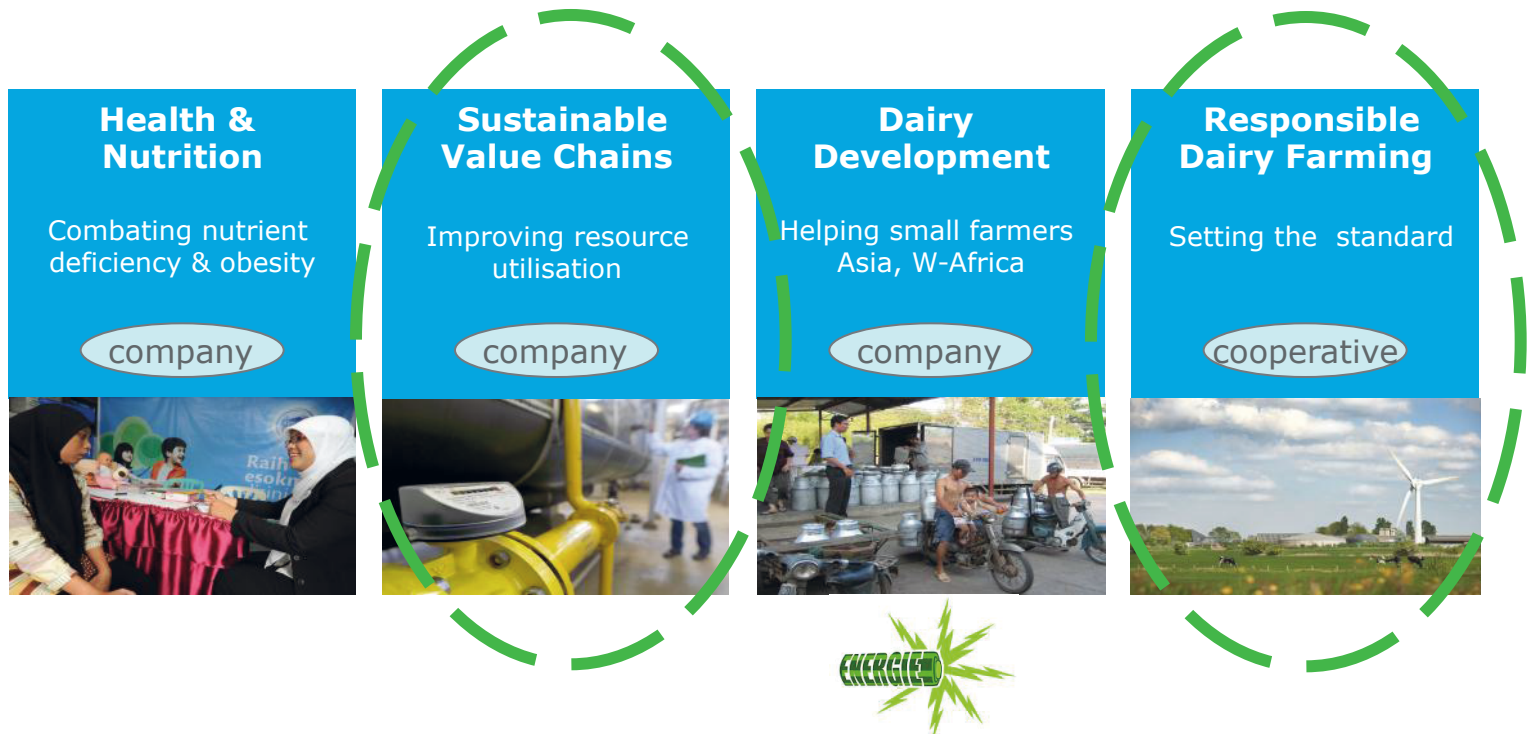 Health &
Nutrition
Combating nutrient
deficiency & obesity
company
Sustainable
Value Chains
Improving resource
utilisation
company
Dairy
Development
Helping small farmers
Asia, W-Africa
company
Responsible
Dairy Farming
Setting the standard
cooperative
ENERGIE